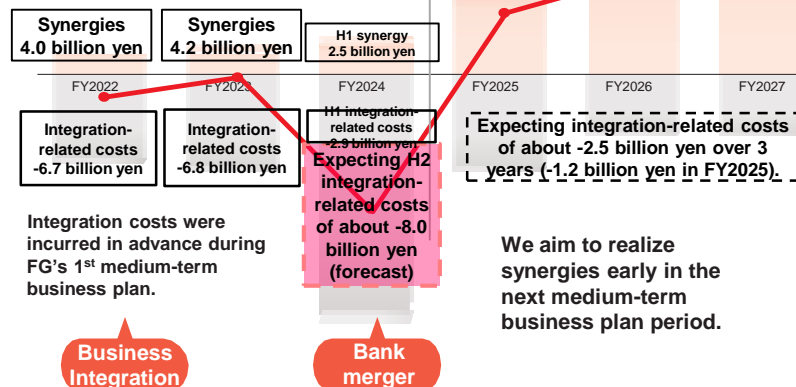 Synergies
4.0 billion yen
Synergies
4.2 billion yen
H1 synergy
2.5 billion yen
FY2022
FY2023
FY2024
FY2025
FY2026
FY2027
Integration-
related costs
-6.7 billion yen
Integration-
related costs
-6.8 billion yen
H1 integration-
related costs
-2.9 billion yen
Expecting H2
integration-
related costs
of about -8.0
billion yen
(forecast)
Expecting integration-related costs
of about -2.5 billion yen over 3
years (-1.2 billion yen in FY2025).
Integration costs were
incurred in advance during
FG's 1st medium-term
business plan.
We aim to realize
synergies early in the
next medium-term
business plan period.
Business
Integration
Bank
merger